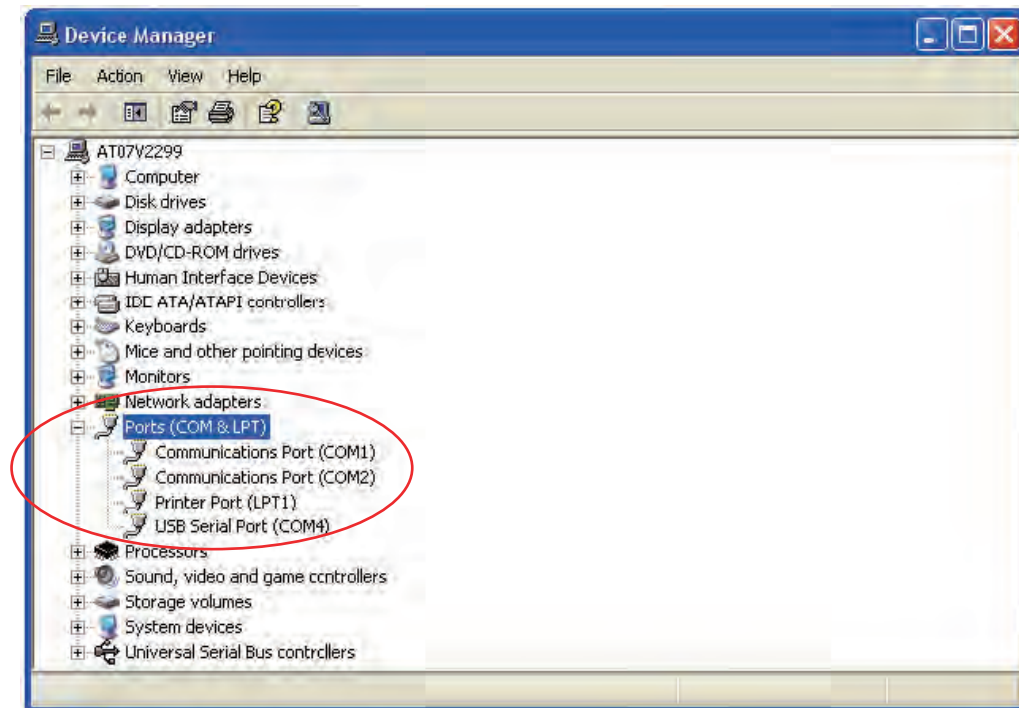 Device Manager
File Action View Help
AT07V2299
Computer
Disk drives
Display adapters
DVD/CD-ROM drives
Human Interface Devices
IDE ATA/ATAPI controllers
Keyboards
Mice and other pointing devices
Monitors
Network adapters
Ports (COM & LPT)
Communications Port (COM1)
Communications Port (COM2)
Printer Port (LPT1)
USB Serial Port (COM4)
Processors
Sound, video and game controllers
Storage volumes
System devices
Universal Serial Bus controllers